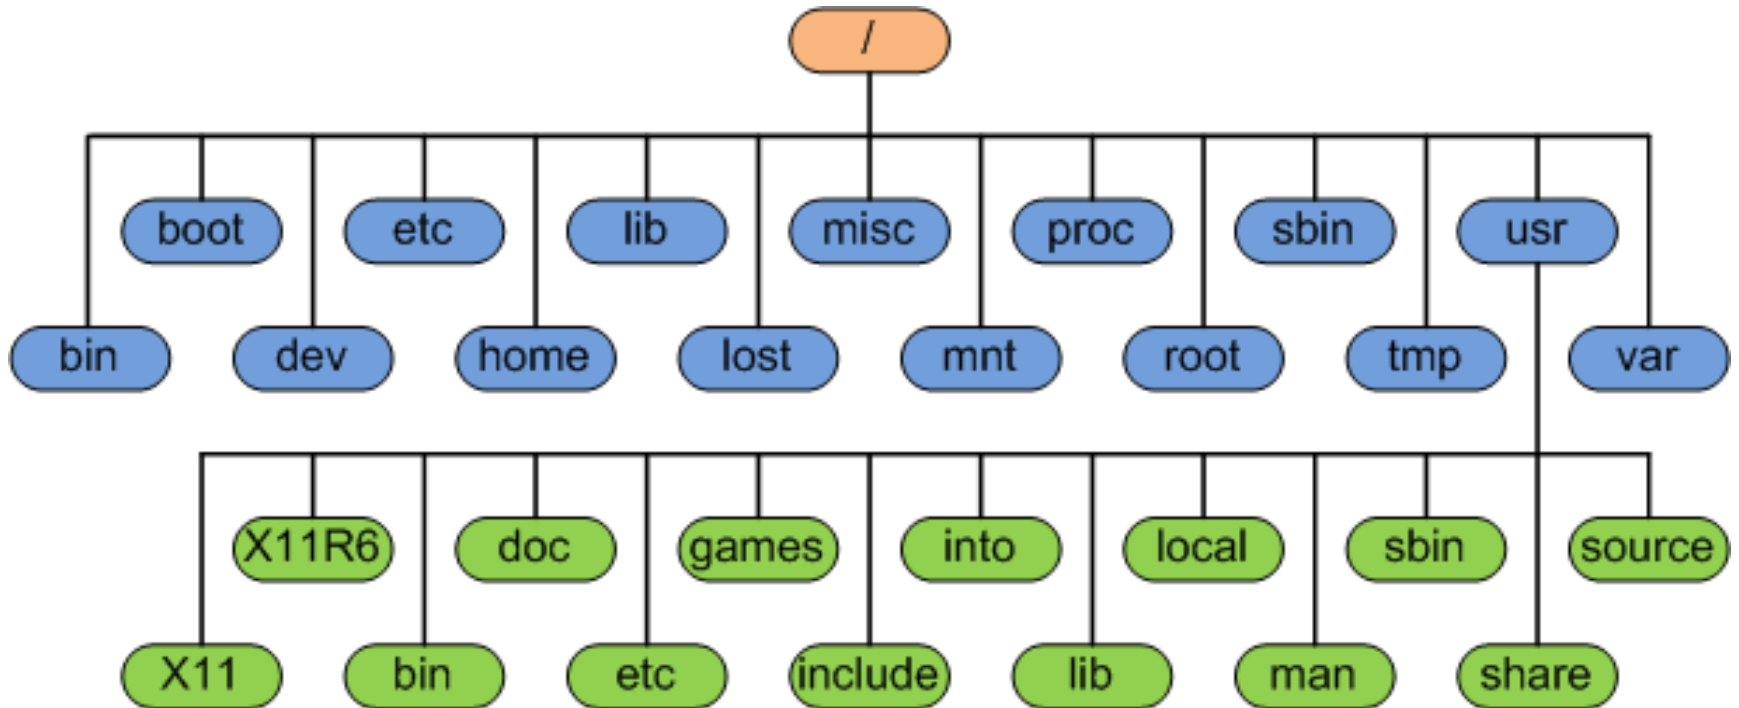 /
boot etc lib misc proc sbin usr
bin dev home lost mnt root tmp var
X11R6 doc games into local sbin source
X11 bin etc include lib man share